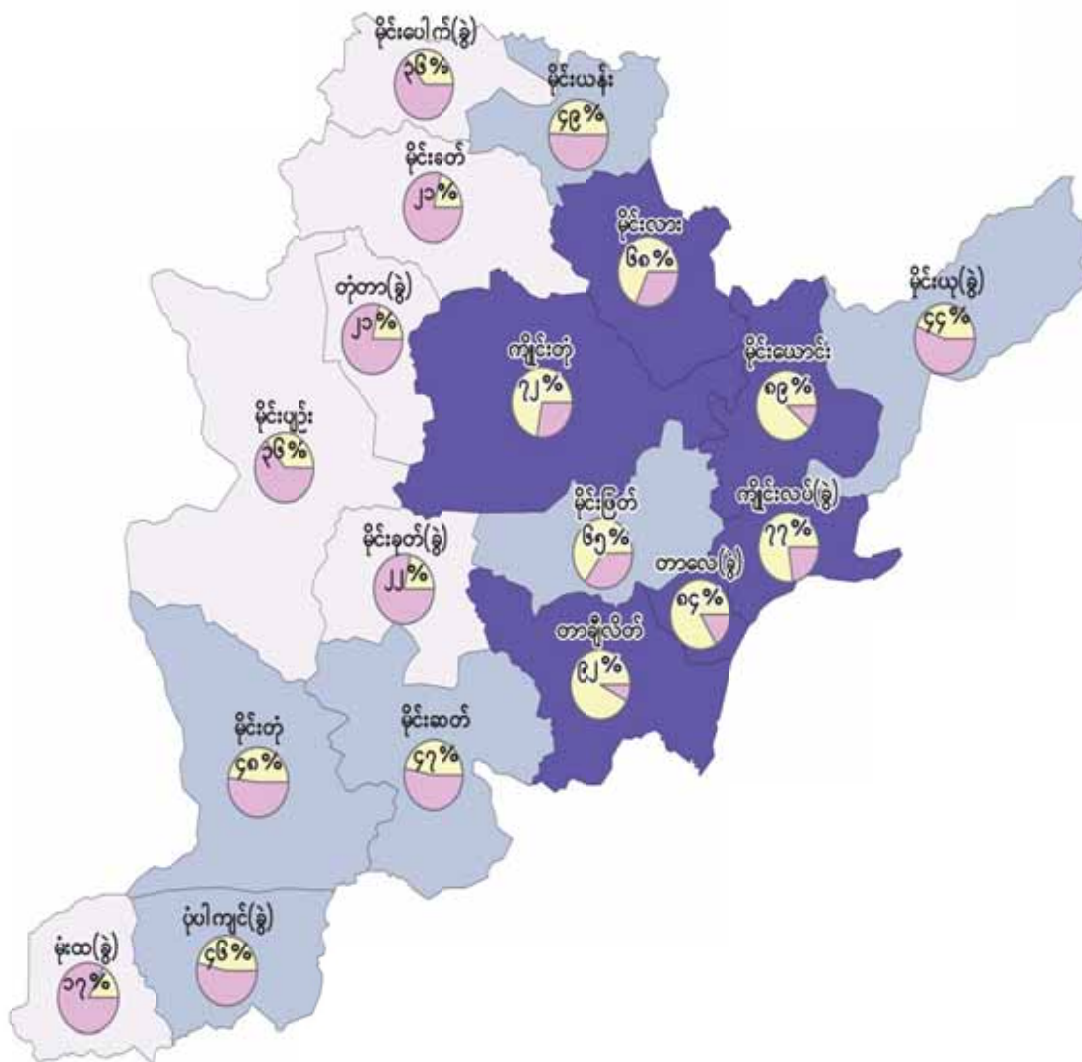 မိုင်းပေါက်(ခွဲ)
၃၆%
မိုင်းယန်း
၄၉%
မိုင်းခတ်
၂၁%
မိုင်းလား
၆၈%
မိုင်းယု(ခွဲ)
၄၄%
တုံတာ(ခွဲ)
၂၁%
ကျိုင်းတုံ
၇၂%
မိုင်းယောင်း
၈၉%
မိုင်းပျဉ်း
၃၆%
ကျိုင်းလပ်(ခွဲ)
၇၇%
မိုင်းဖြတ်
၆၅%
မိုင်းခုတ်(ခွဲ)
၂၂%
တာလေ(ခွဲ)
၈၄%
တာချီလိတ်
၉၂%
မိုင်းတုံ
၄၈%
မိုင်းဆတ်
၄၇%
ပုံပါကျင်(ခွဲ)
၄၆%
မုံးထ(ခွဲ)
၁၇%